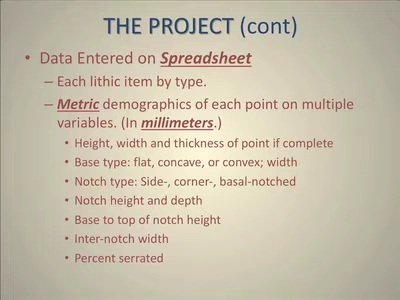 THE PROJECT (cont)
• Data Entered on Spreadsheet
– Each lithic item by type.
– Metric demographics of each point on multiple
variables. (In millimeters.)
• Height, width and thickness of point if complete
• Base type: flat, concave, or convex; width
• Notch type: Side-, corner-, basal-notched
• Notch height and depth
• Base to top of notch height
• Inter-notch width
• Percent serrated